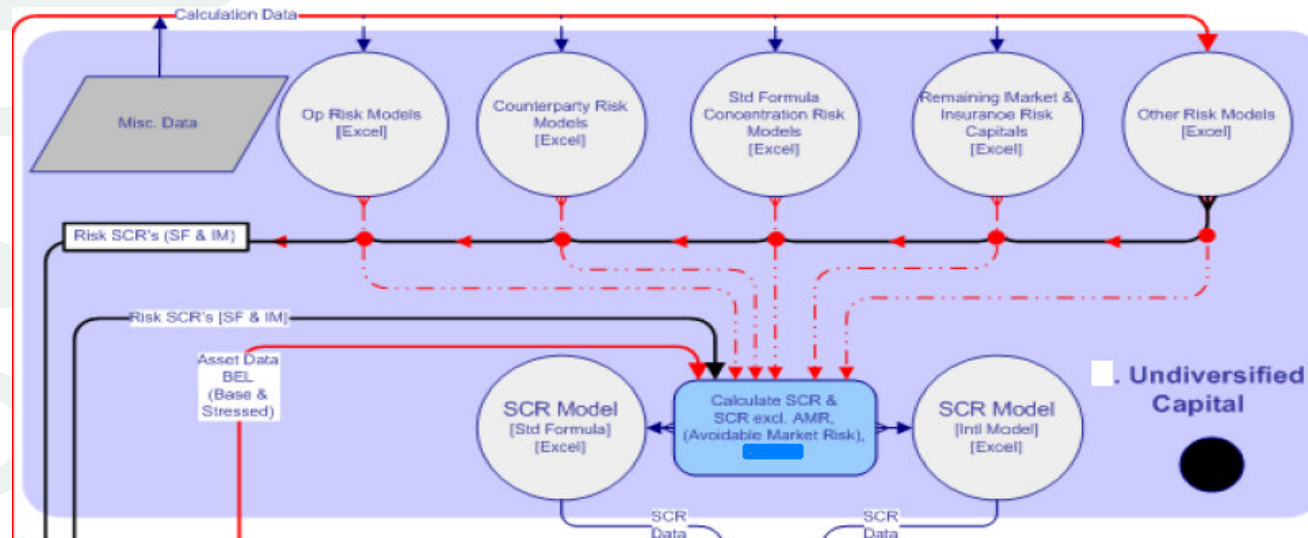 Calculation Data
Misc. Data
Op Risk Models
[Excel]
Counterparty Risk
Models
[Excel]
Std Formula
Concentration Risk
Models
[Excel]
Remaining Market &
Insurance Risk
Capitals
[Excel]
Other Risk Models
[Excel]
Risk SCR's (SF & IM)
Risk SCR's [SF & IM]
Asset Data
BEL
(Base &
Stressed)
SCR Model
[Std Formula]
[Excel]
Calculate SCR &
SCR excl. AMR,
(Avoidable Market Risk),
SCR Model
[Intl Model]
[Excel]
. Undiversified
Capital
SCR
Data
SCR
Data